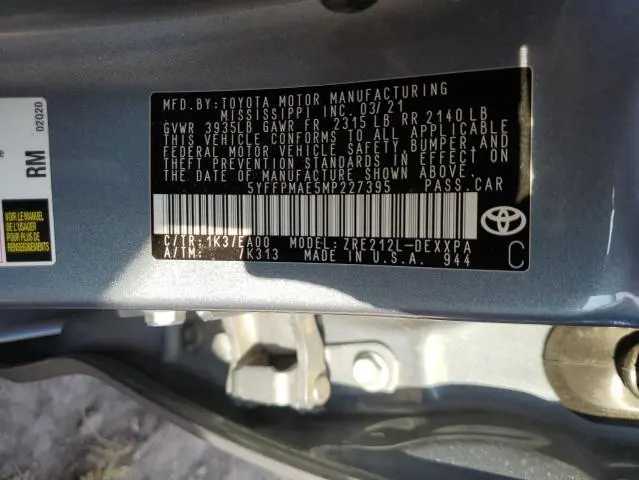 MFD.BY:TOYOTA MOTOR MANUFACTURING
MISSISSIPPI INC. 03/21
GVWR 3935LB GAWR FR 2315LB RR 2140LB
THIS VEHICLE CONFORMS TO ALL APPLICABLE
FEDERAL MOTOR VEHICLE SAFETY, BUMPER, AND
THEFT PREVENTION STANDARDS IN EFFECT ON
THE DATE OF MANUFACTURE SHOWN ABOVE.
5YFFPMAE5MP227395 PASS.CAR
C/TR:1K3/EA00 MODEL: ZRE212L-DEXXPA
A/TM: /K313 MADE IN U.S.A. 944
C
02020
RM
VOIR LE MANUEL
DE L'USAGER
POUR PLUS DE
RENSEIGNEMENTS